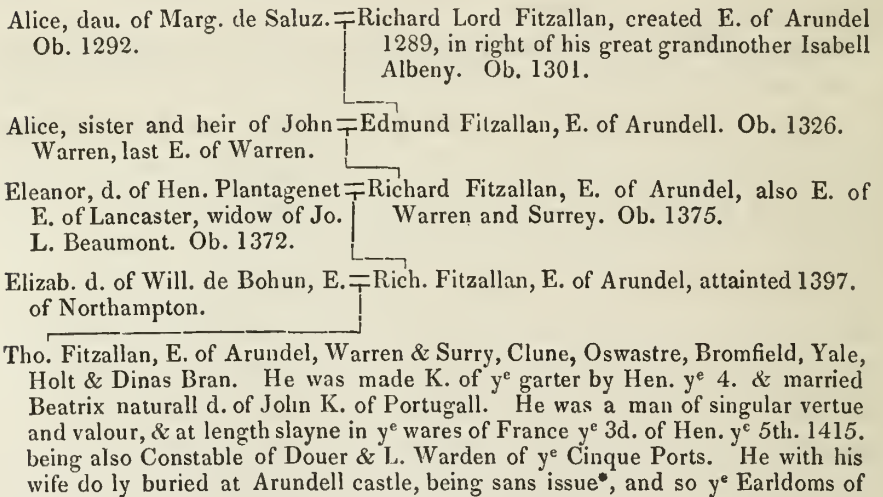 Alice, dau. of Marg. de Saluz. Richard Lord Fitzallan, created E. of Arundel
Ob. 1292. 1289, in right of his great grandmother Isabell
Albeny. Ob. 1301.
Alice, sister and heir of John Edmund Fitzallan, E. of Arundell. Ob. 1326.
Warren, last E. of Warren.
Eleanor, d. of Hen. Plantagenet Richard Fitzallan, E. of Arundel, also E. of
E. of Lancaster, widow of Jo. Warren and Surrey. Ob. 1375.
L. Beaumont. Ob. 1372.
Elizab. d. of Will. de Bohun, E. Rich. Fitzallan, E. of Arundel, attainted 1397.
of Northampton.
Tho. Fitzallan, E. of Arundel, Warren & Surry, Clune, Oswastre, Bromfield, Yale,
Holt & Dinas Bran. He was made K. of yᵉ garter by Hen. yᵉ 4. & married
Beatrix naturall d. of John K. of Portugall. He was a man of singular vertue
and valour, & at length slayne in yᵉ wares of France yᵉ 3d. of Hen. yᵉ 5th. 1415.
being also Constable of Douer & L. Warden of yᵉ Cinque Ports. He with his
wife do ly buried at Arundell castle, being sans issue*, and so yᵉ Earldoms of